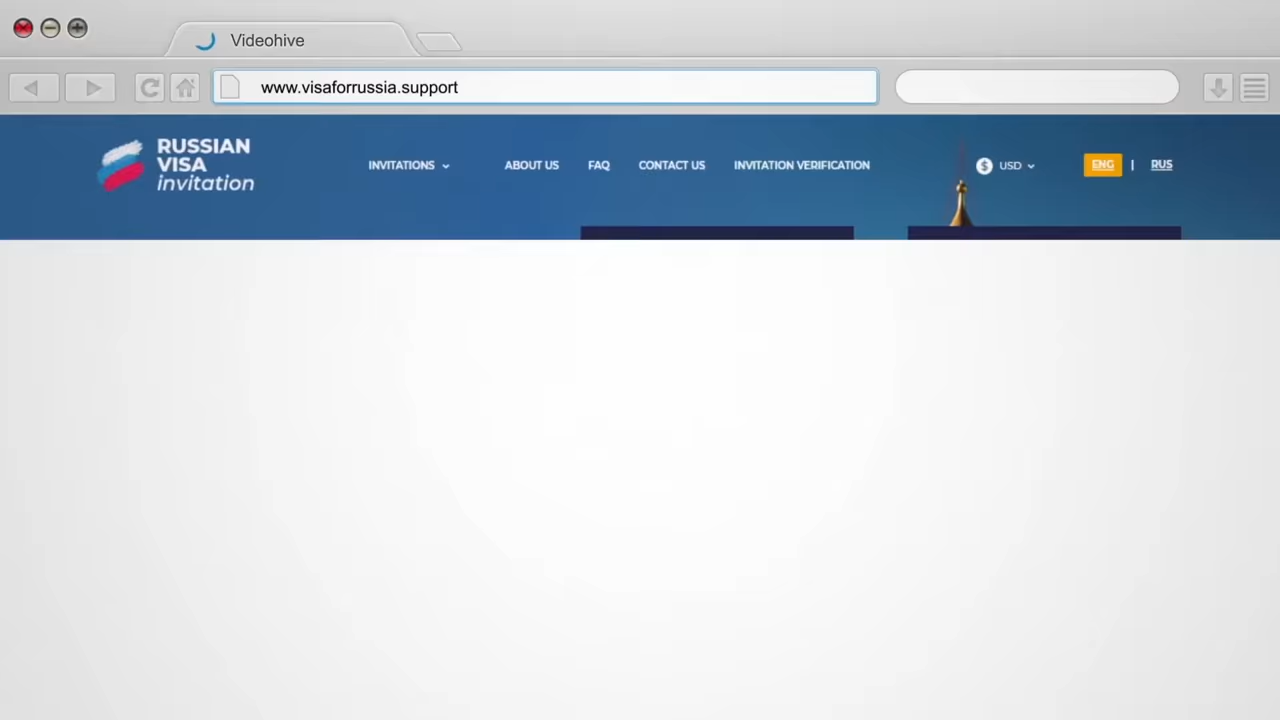 Videohive
www.visaforrussia.support
RUSSIAN
VISA
invitation
INVITATIONS
ABOUT US
FAQ
CONTACT US
INVITATION VERIFICATION
$ USD
ENG | RUS